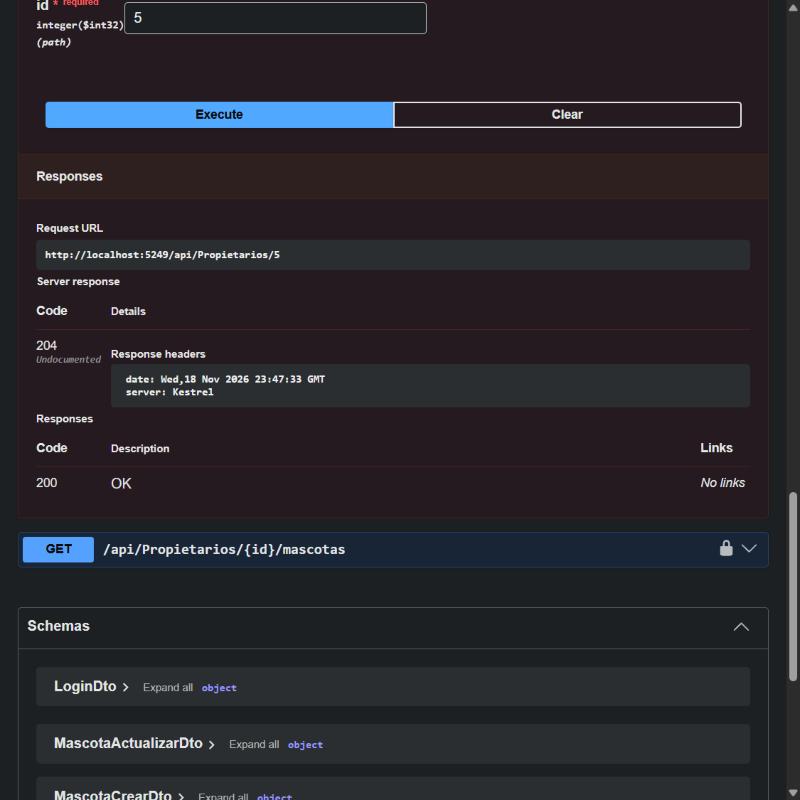 id * required
integer($int32)
5
(path)
Execute
Clear
Responses
Request URL
http://localhost:5249/api/Propietarios/5
Server response
Code
Details
204
Undocumented
Response headers
date: Wed,18 Nov 2026 23:47:33 GMT
server: Kestrel
Responses
Code
Description
Links
200
OK
No links
GET
/api/Propietarios/{id}/mascotas
Schemas
LoginDto
Expand all
object
MascotaActualizarDto
Expand all
object
MascotaCrearDto
Expand all
object